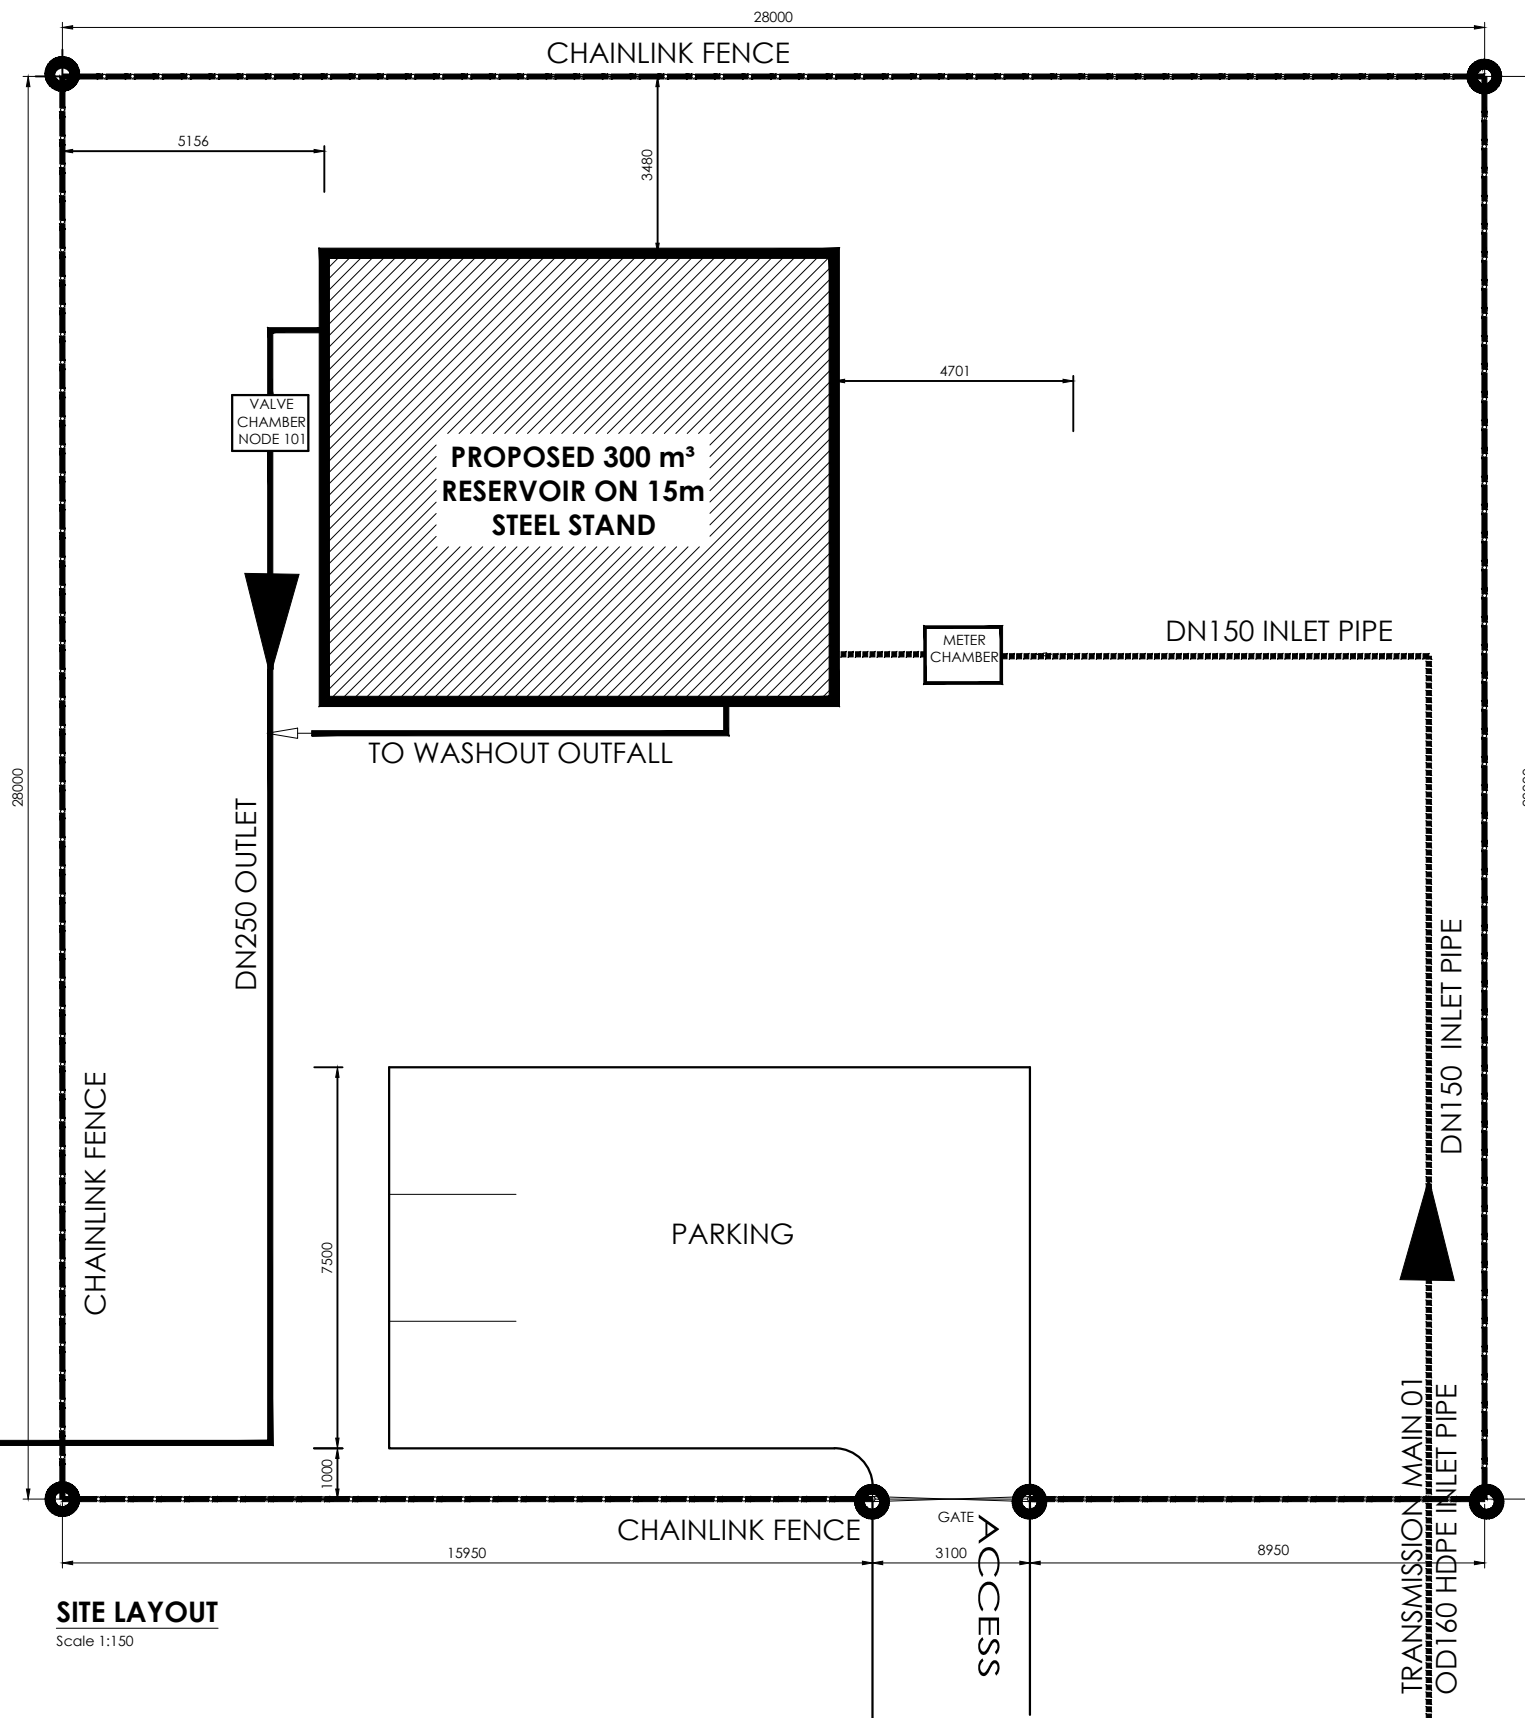 28000
CHAINLINK FENCE
5156
3480
4701
VALVE
CHAMBER
NODE 101
PROPOSED 300 m³
RESERVOIR ON 15m
STEEL STAND
METER
CHAMBER
DN150 INLET PIPE
TO WASHOUT OUTFALL
28000
DN250 OUTLET
DN150 INLET PIPE
CHAINLINK FENCE
7500
PARKING
1000
TRANSMISSION MAIN 01
OD160 HDPE INLET PIPE
CHAINLINK FENCE
GATE
ACCESS
15950
3100
8950
SITE LAYOUT
Scale 1:150